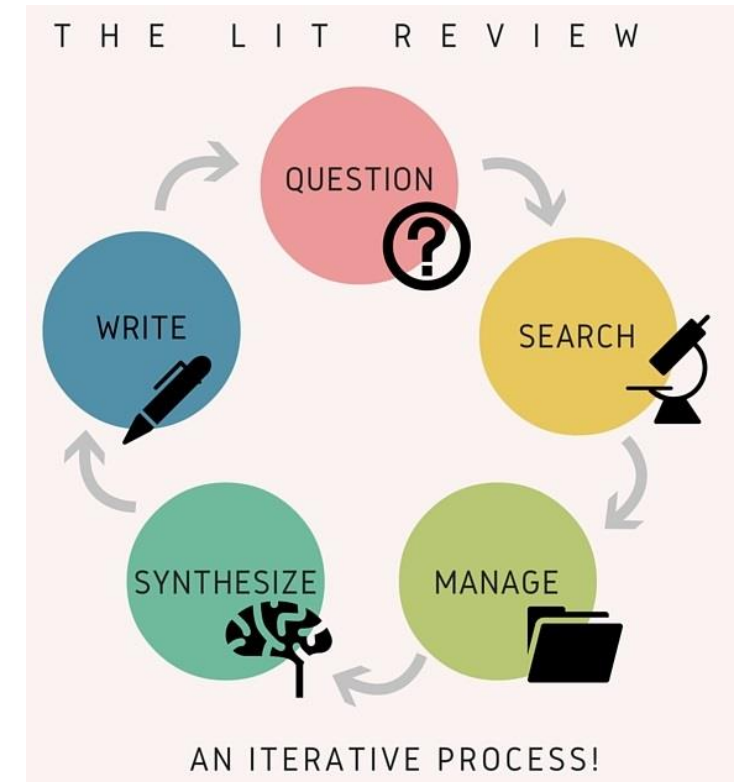 THE LIT REVIEW
QUESTION
?
SEARCH
MANAGE
SYNTHESIZE
WRITE
AN ITERATIVE PROCESS!